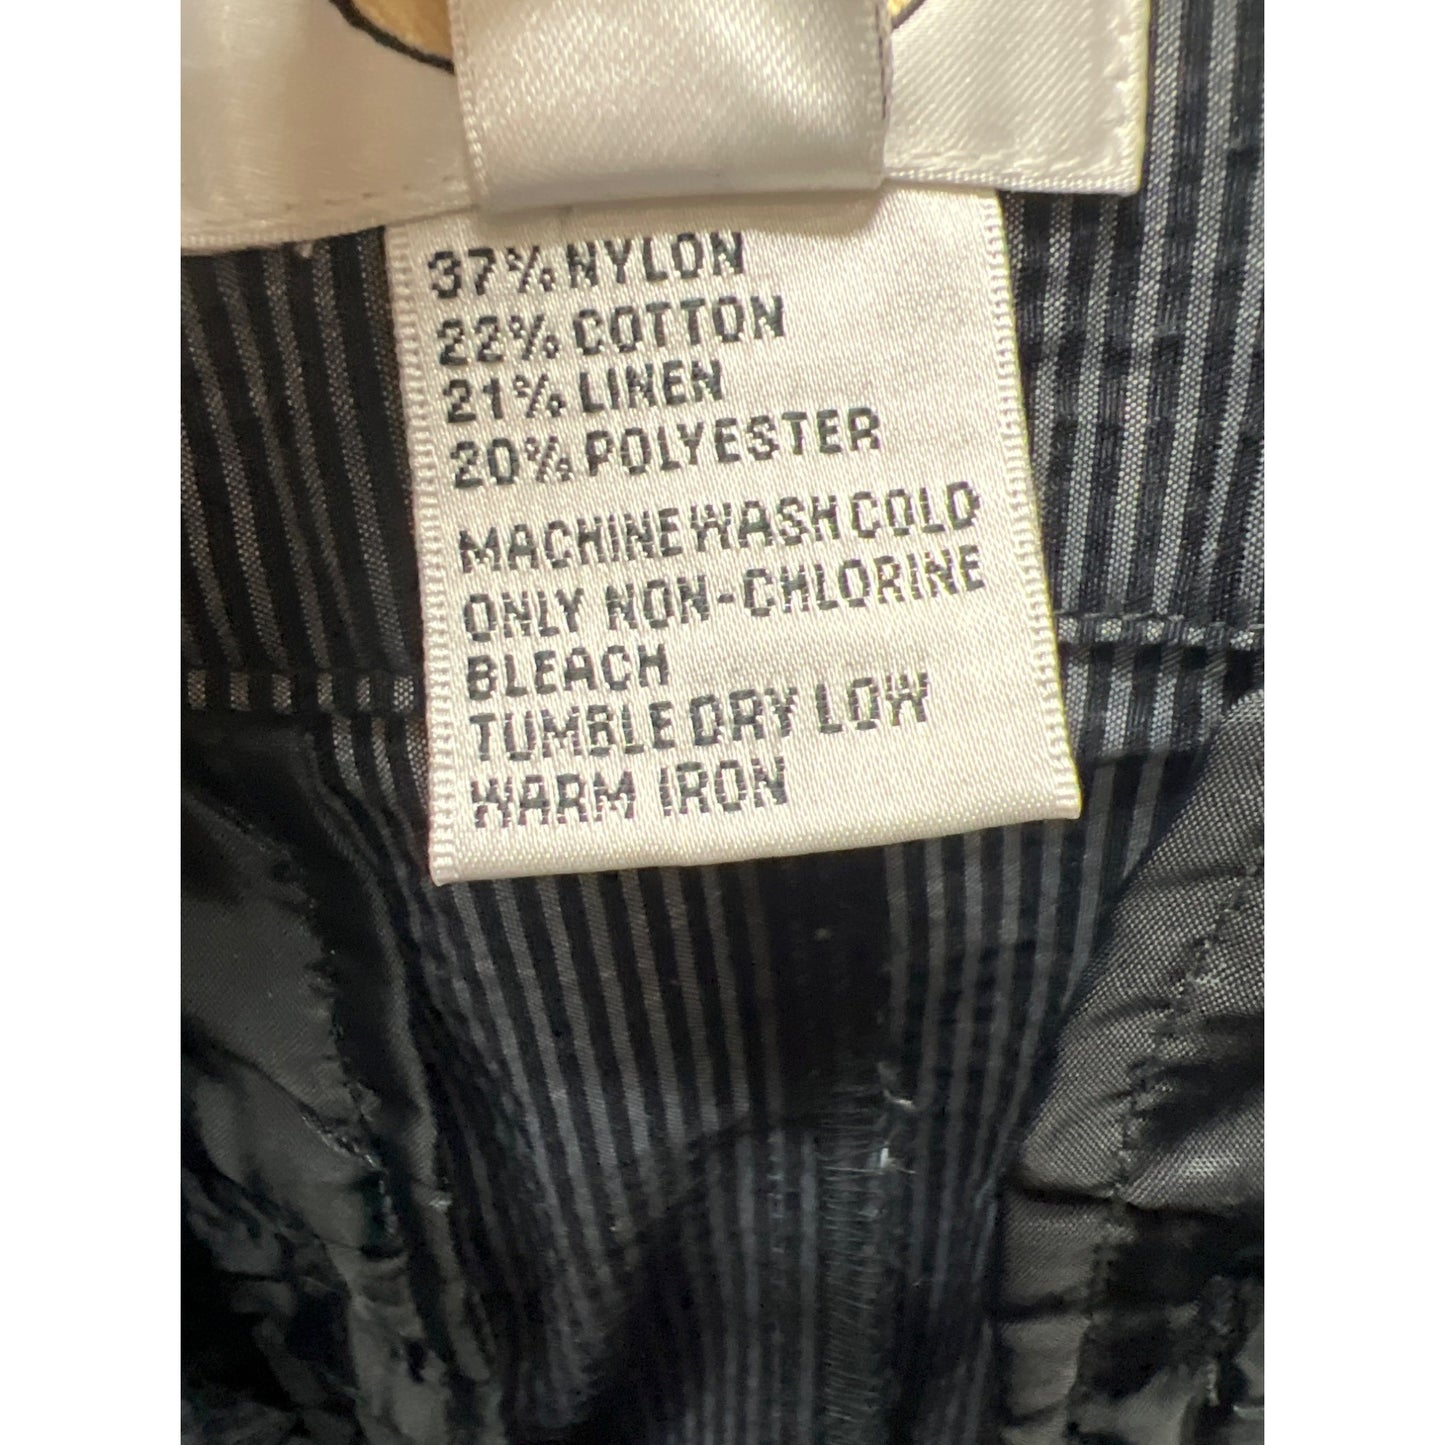 37% NYLON
22% COTTON
21% LINEN
20% POLYESTER
MACHINE WASH COLD
ONLY NON-CHLORINE
BLEACH
TUMBLE DRY LOW
WARM IRON